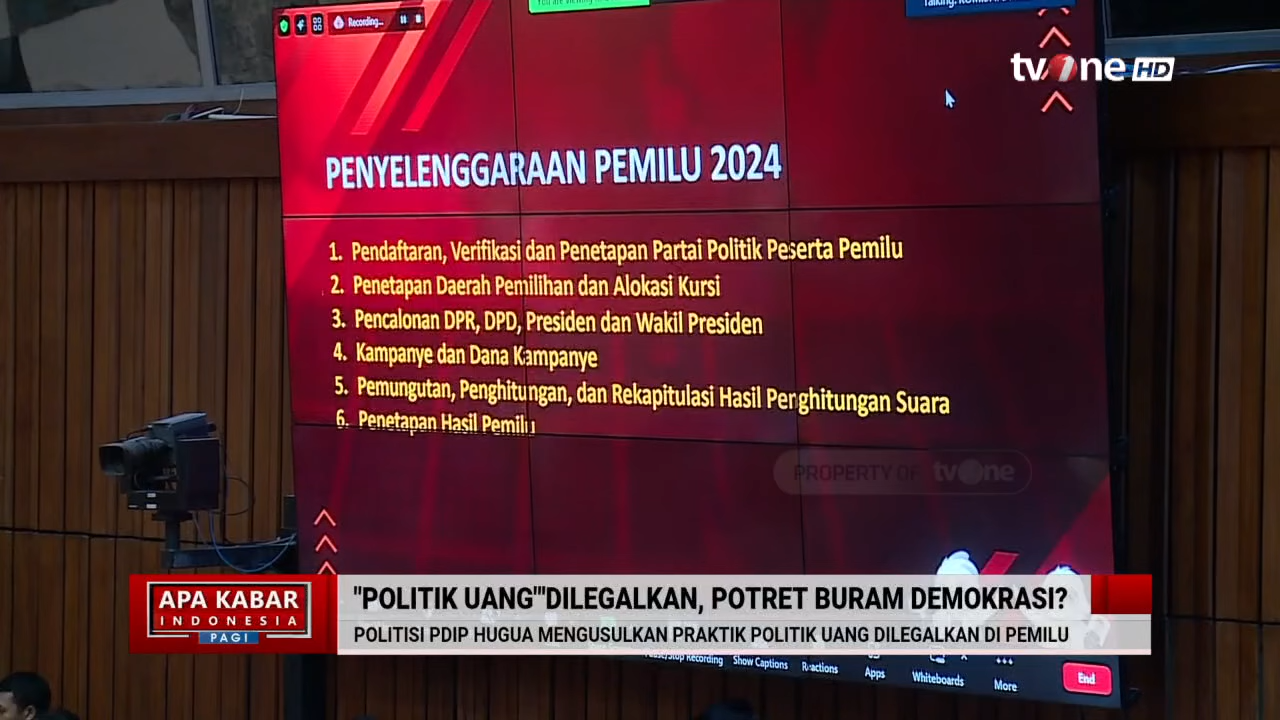 Recording...
tvOne HD
PENYELENGGARAAN PEMILU 2024
1. Pendaftaran, Verifikasi dan Penetapan Partai Politik Peserta Pemilu
2. Penetapan Daerah Pemilihan dan Alokasi Kursi
3. Pencalonan DPR, DPD, Presiden dan Wakil Presiden
4. Kampanye dan Dana Kampanye
5. Pemungutan, Penghitungan, dan Rekapitulasi Hasil Penghitungan Suara
6. Penetapan Hasil Pemilu
PROPERTY OF tvOne
APA KABAR
INDONESIA
PAGI
"POLITIK UANG"'DILEGALKAN, POTRET BURAM DEMOKRASI?
POLITISI PDIP HUGUA MENGUSULKAN PRAKTIK POLITIK UANG DILEGALKAN DI PEMILU
Pause/Stop Recording
Show Captions
Reactions
Apps
Whiteboards
More
End